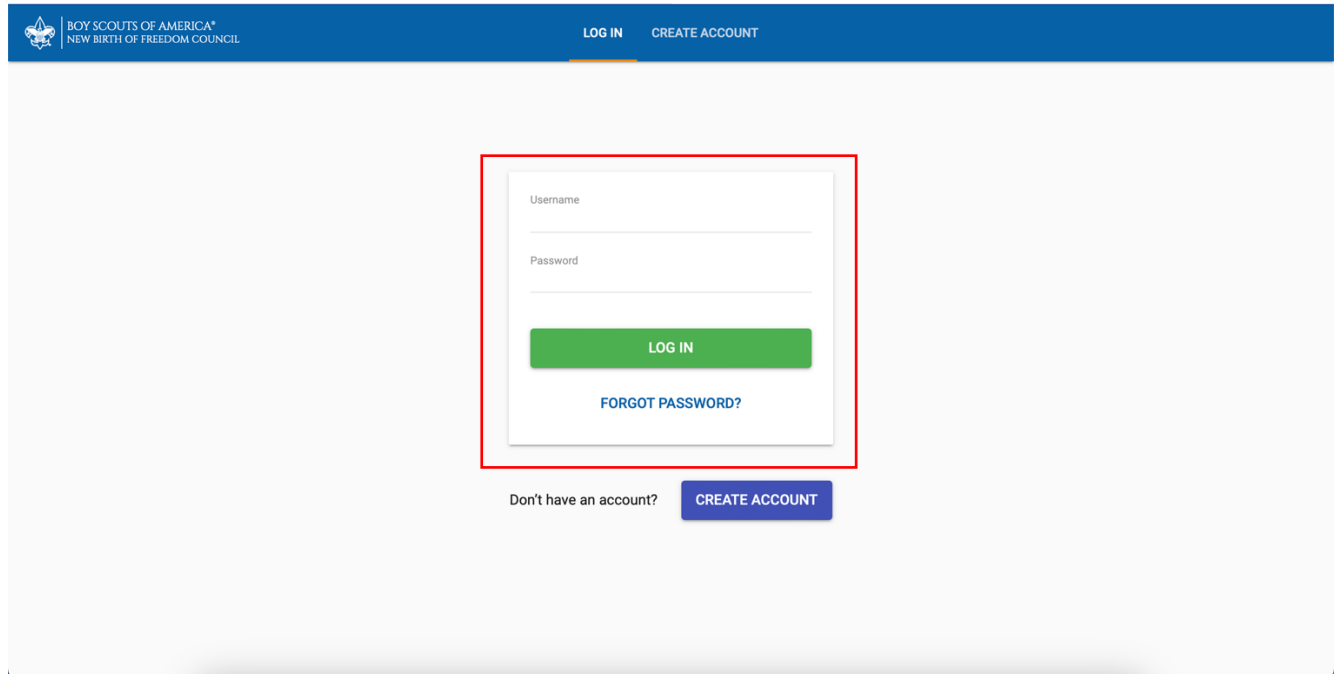 BOY SCOUTS OF AMERICA®
NEW BIRTH OF FREEDOM COUNCIL
LOG IN
CREATE ACCOUNT
Username
Password
LOG IN
FORGOT PASSWORD?
Don't have an account?
CREATE ACCOUNT